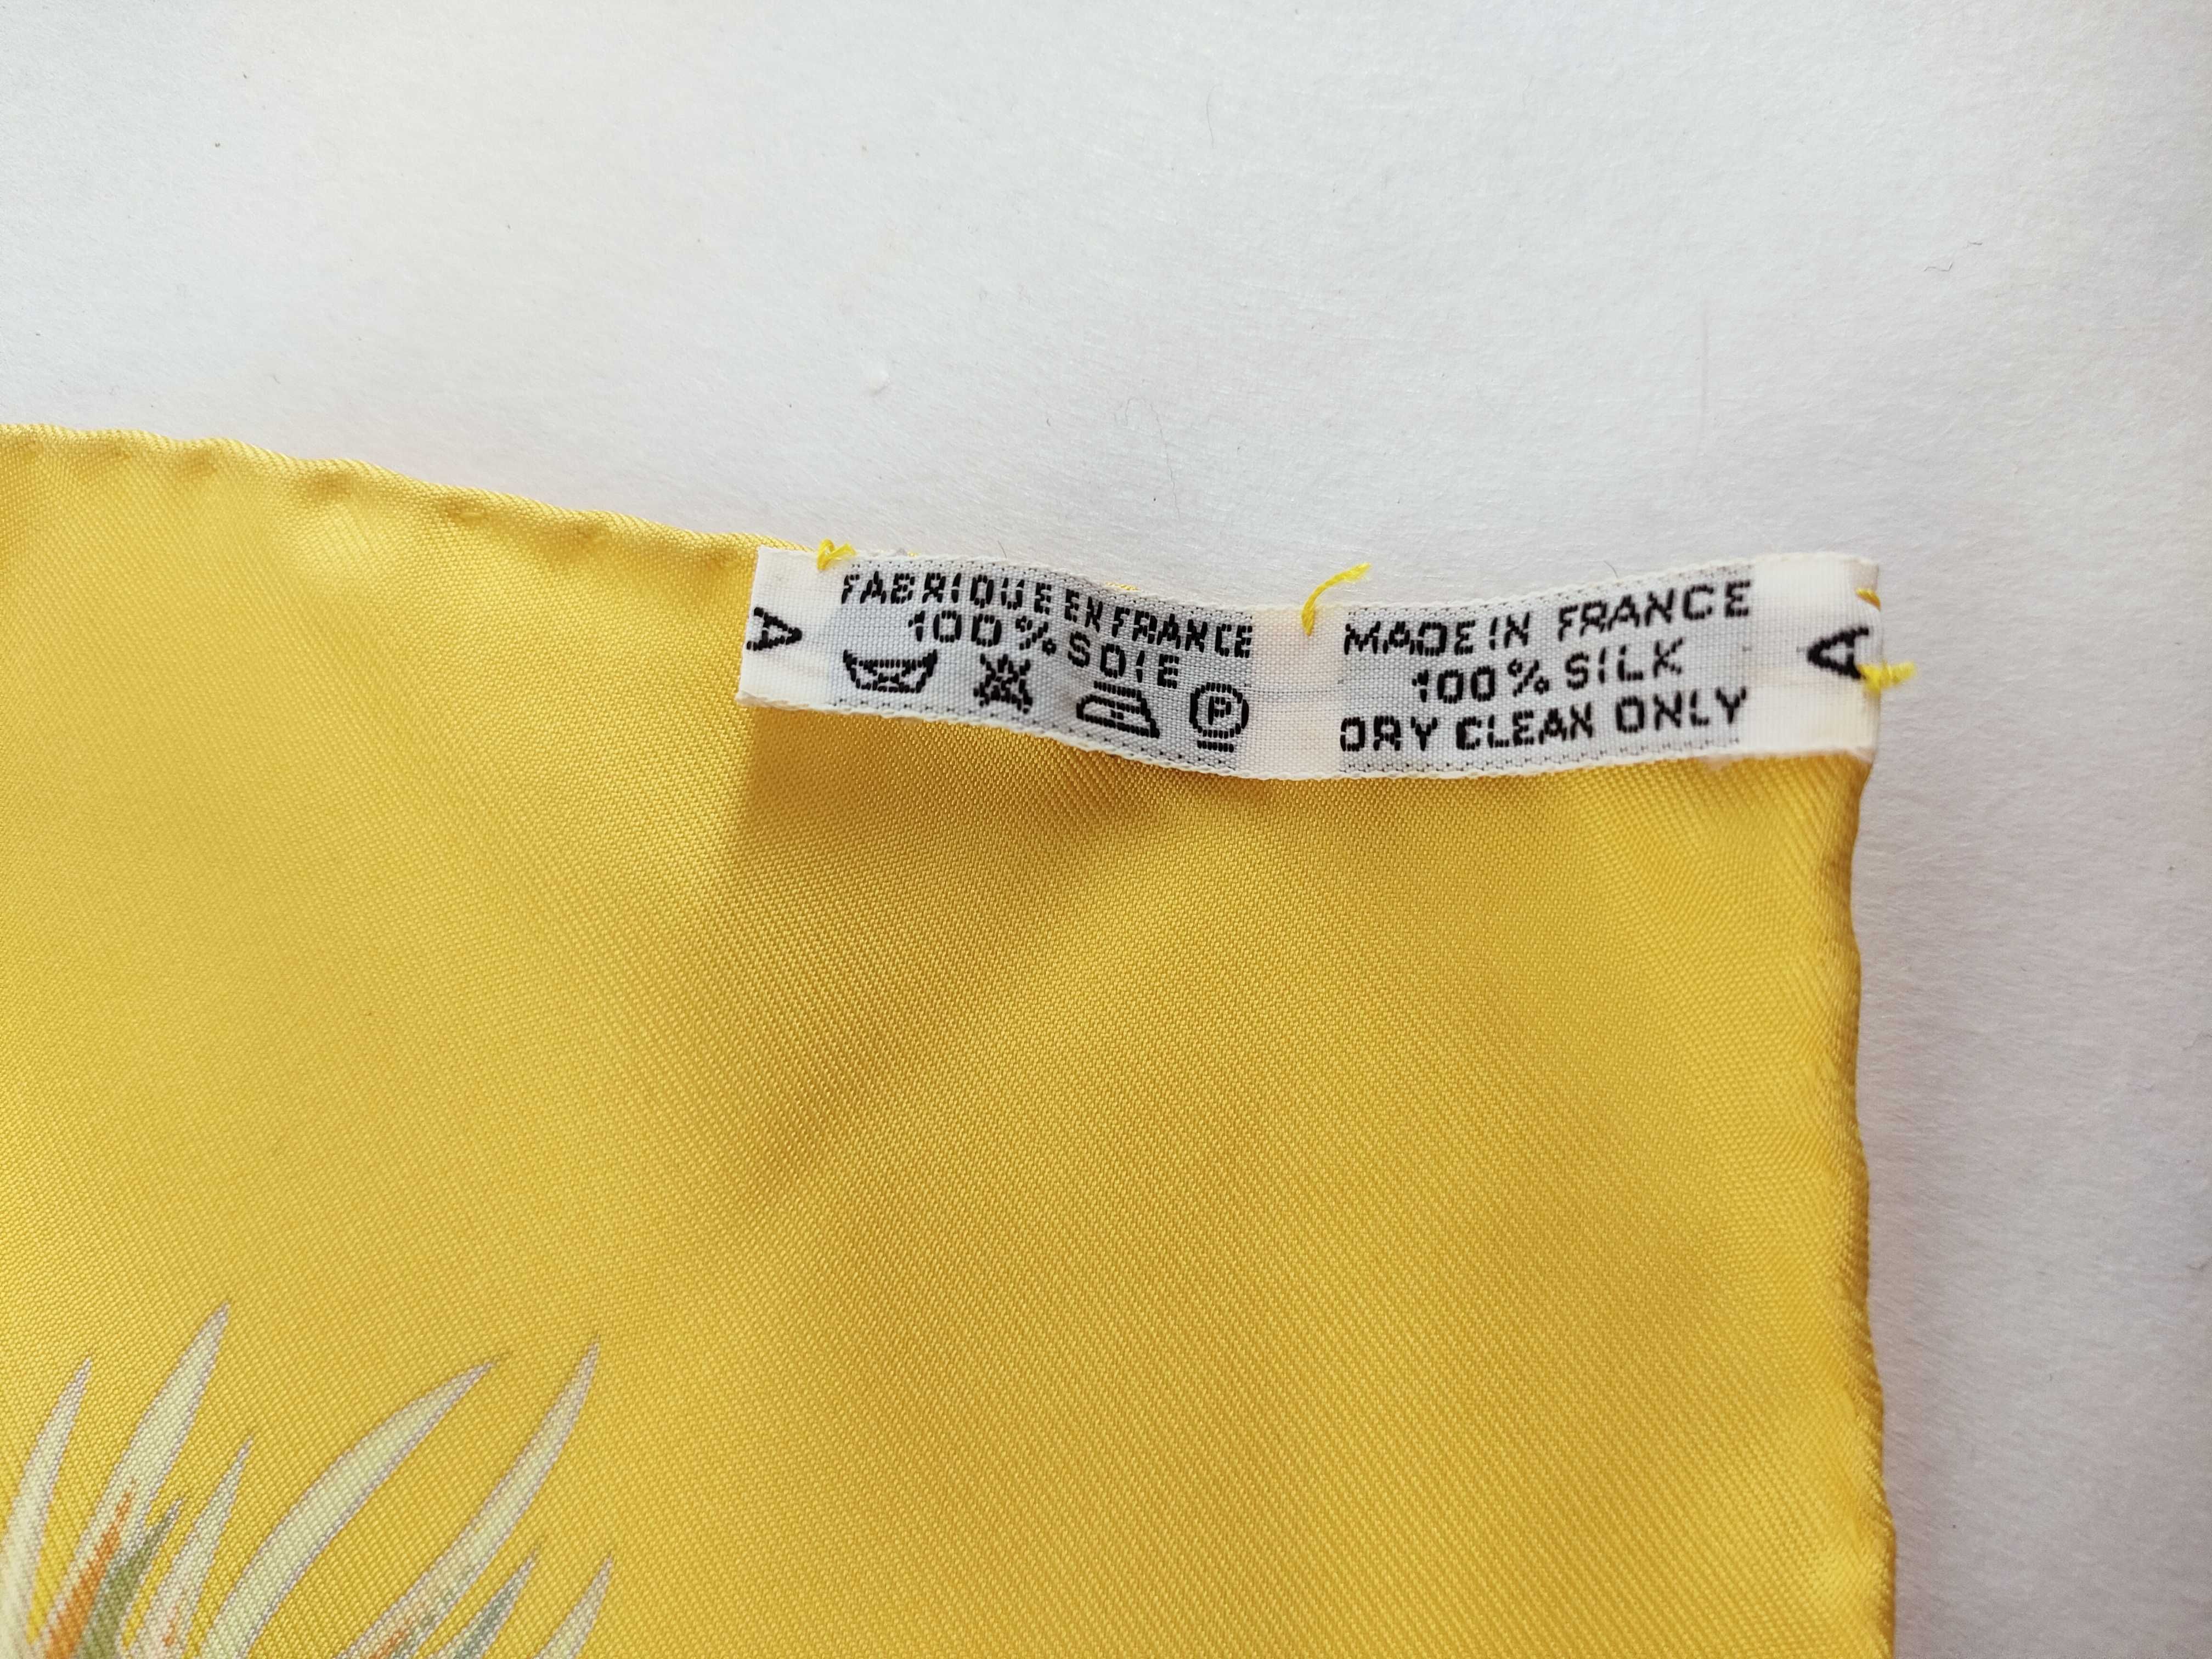 A
FABRIQUE EN FRANCE
100% SOIE
P
MADE IN FRANCE
100% SILK
DRY CLEAN ONLY
A